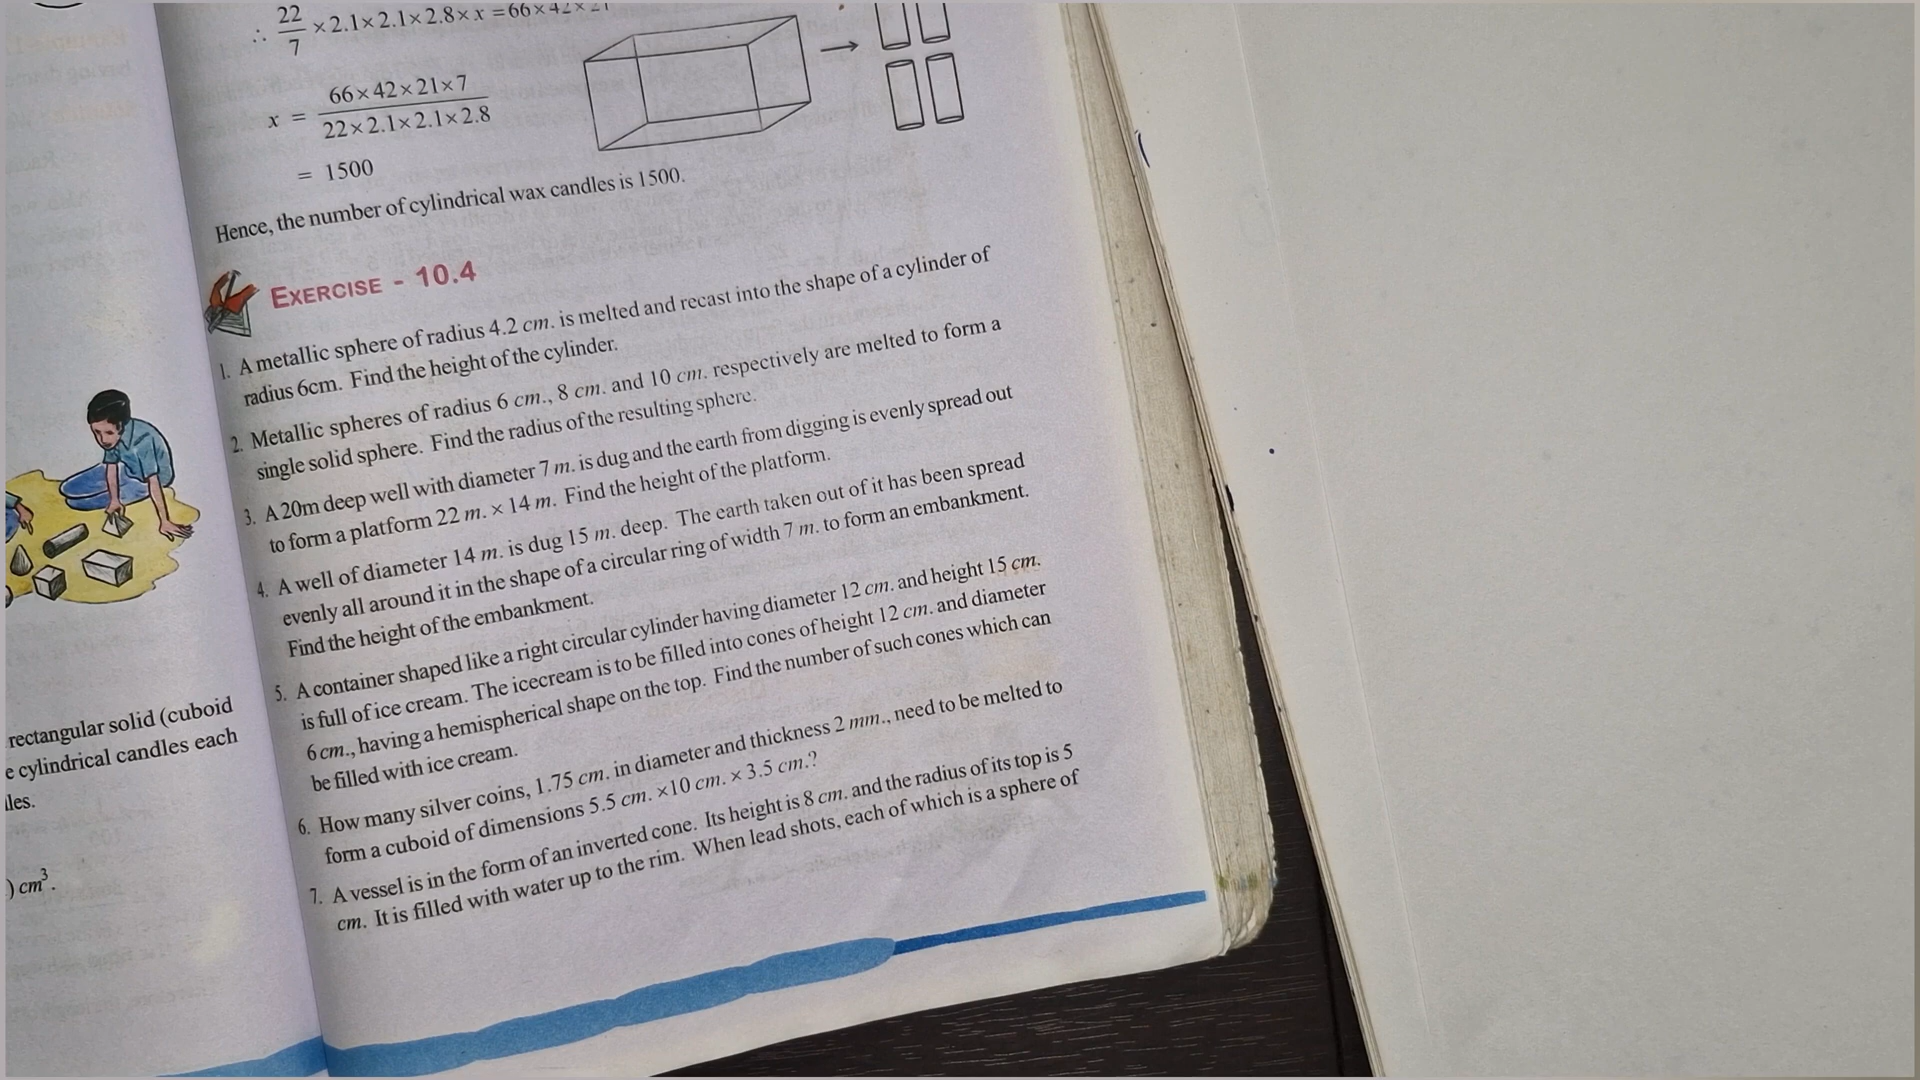 ∴ 22/7 ×2.1×2.1×2.8×x =66×42×21
x = 66×42×21×7 / 22×2.1×2.1×2.8
= 1500
Hence, the number of cylindrical wax candles is 1500.
EXERCISE - 10.4
1. A metallic sphere of radius 4.2 cm. is melted and recast into the shape of a cylinder of
radius 6cm. Find the height of the cylinder.
2. Metallic spheres of radius 6 cm., 8 cm. and 10 cm. respectively are melted to form a
single solid sphere. Find the radius of the resulting sphere.
3. A 20m deep well with diameter 7 m. is dug and the earth from digging is evenly spread out
to form a platform 22 m. × 14 m. Find the height of the platform.
4. A well of diameter 14 m. is dug 15 m. deep. The earth taken out of it has been spread
evenly all around it in the shape of a circular ring of width 7 m. to form an embankment.
Find the height of the embankment.
5. A container shaped like a right circular cylinder having diameter 12 cm. and height 15 cm.
is full of ice cream. The icecream is to be filled into cones of height 12 cm. and diameter
6 cm., having a hemispherical shape on the top. Find the number of such cones which can
be filled with ice cream.
6. How many silver coins, 1.75 cm. in diameter and thickness 2 mm., need to be melted to
form a cuboid of dimensions 5.5 cm. ×10 cm. × 3.5 cm.?
7. A vessel is in the form of an inverted cone. Its height is 8 cm. and the radius of its top is 5
cm. It is filled with water up to the rim. When lead shots, each of which is a sphere of
rectangular solid (cuboid
e cylindrical candles each
les.
) cm³.